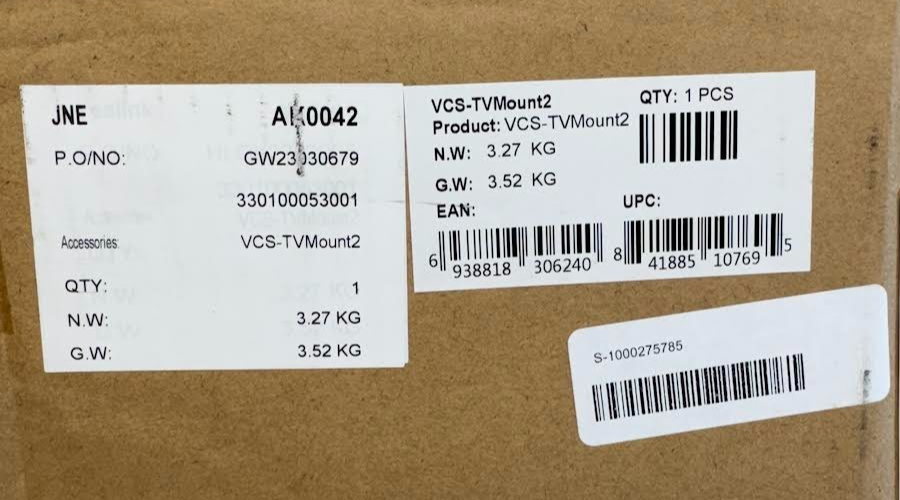 JNE AK0042
P.O/NO: GW23030679
330100053001
Accessories: VCS-TVMount2
QTY: 1
N.W: 3.27 KG
G.W: 3.52 KG
VCS-TVMount2 QTY: 1 PCS
Product: VCS-TVMount2
N.W: 3.27 KG
G.W: 3.52 KG
EAN: UPC:
6 938818 306240 8 41885 10769 5
S-1000275785